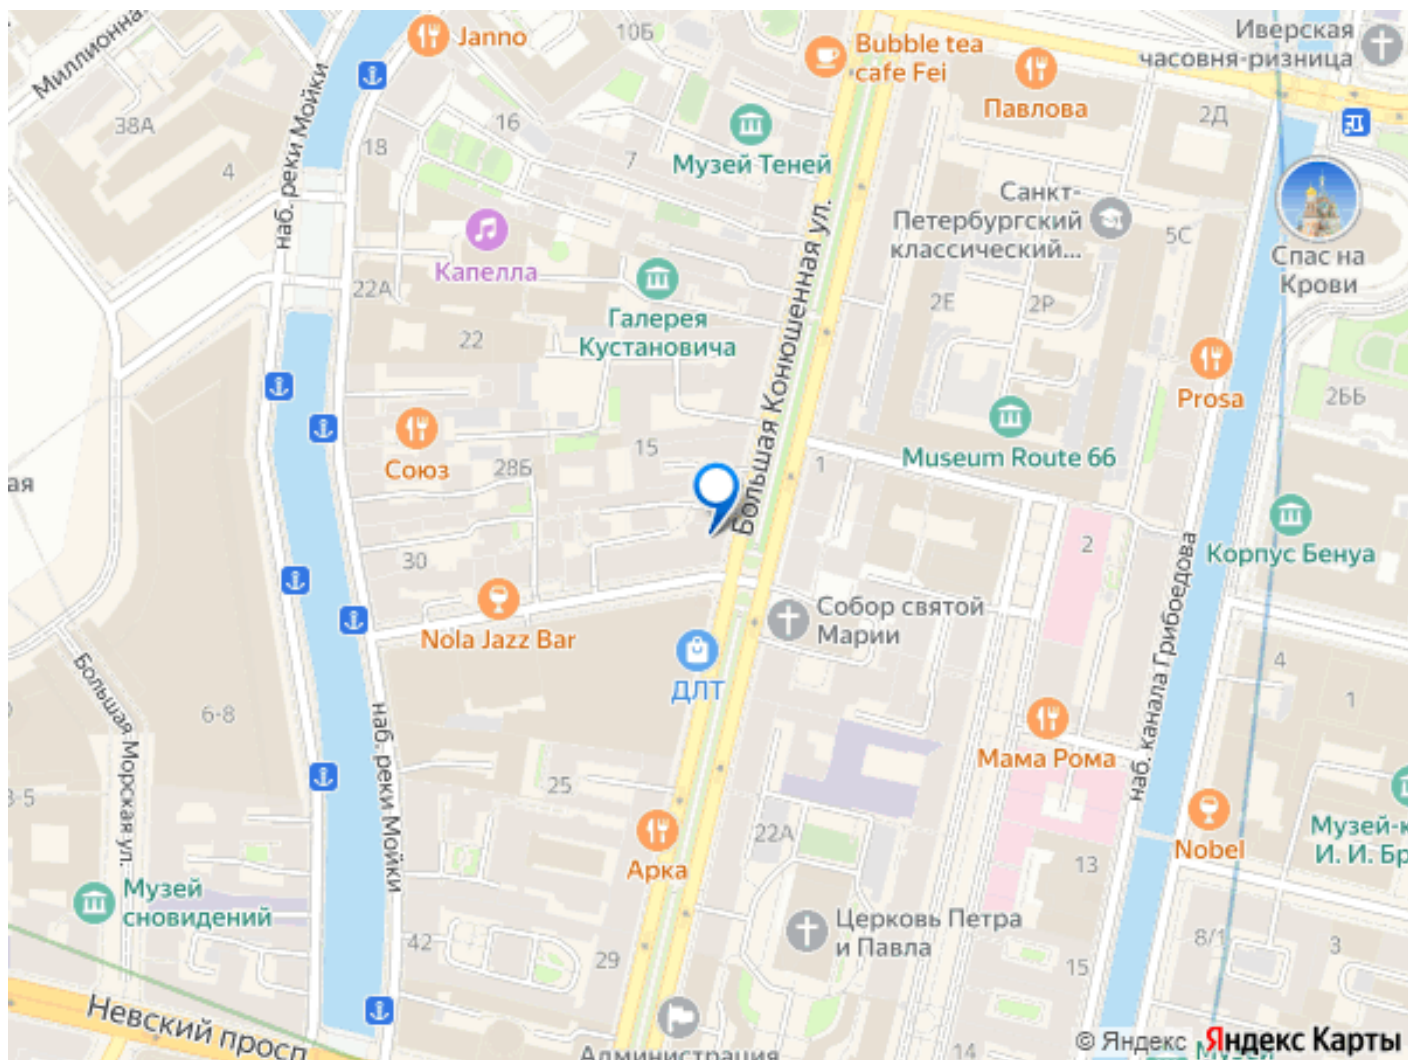 Миллионна
наб. реки Мойки
Janno
10Б
Bubble tea
cafe Fei
Павлова
Иверская
часовня-ризница
2Д
38А
4
18
16
7
Музей Теней
Санкт-
Петербургский
классический...
5С
Спас на
Крови
Капелла
22А
22
Галерея
Кустановича
Большая Конюшенная ул.
2Е
2Р
Prosa
2ББ
Союз
28Б
15
1
Museum Route 66
ая
30
2
Корпус Бенуа
Nola Jazz Bar
Собор святой
Марии
наб. канала Грибоедова
4
1
ДЛТ
Большая Морская ул.
6-8
наб. реки Мойки
Мама Рома
25
3-5
22А
Арка
Nobel
Музей-к
И. И. Бр
13
Музей
сновидений
42
29
Церковь Петра
и Павла
15
8/1
3
Невский просп
Администрация
14
© Яндекс
Яндекс Карты
Музей